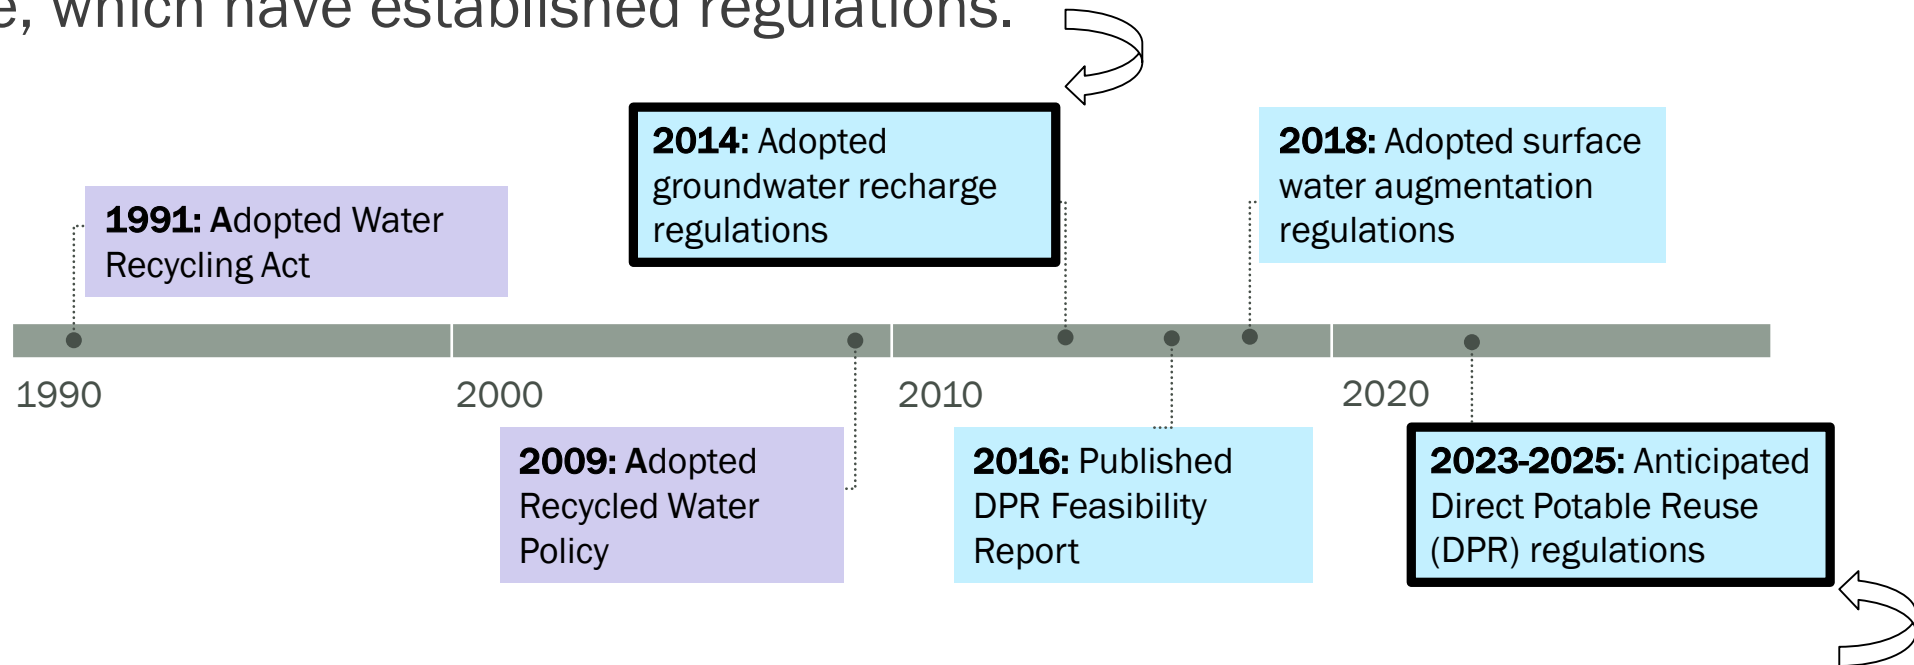 e, which have established regulations.
2014: Adopted
groundwater recharge
regulations
2018: Adopted surface
water augmentation
regulations
1991: Adopted Water
Recycling Act
1990
2000
2010
2020
2009: Adopted
Recycled Water
Policy
2016: Published
DPR Feasibility
Report
2023-2025: Anticipated
Direct Potable Reuse
(DPR) regulations